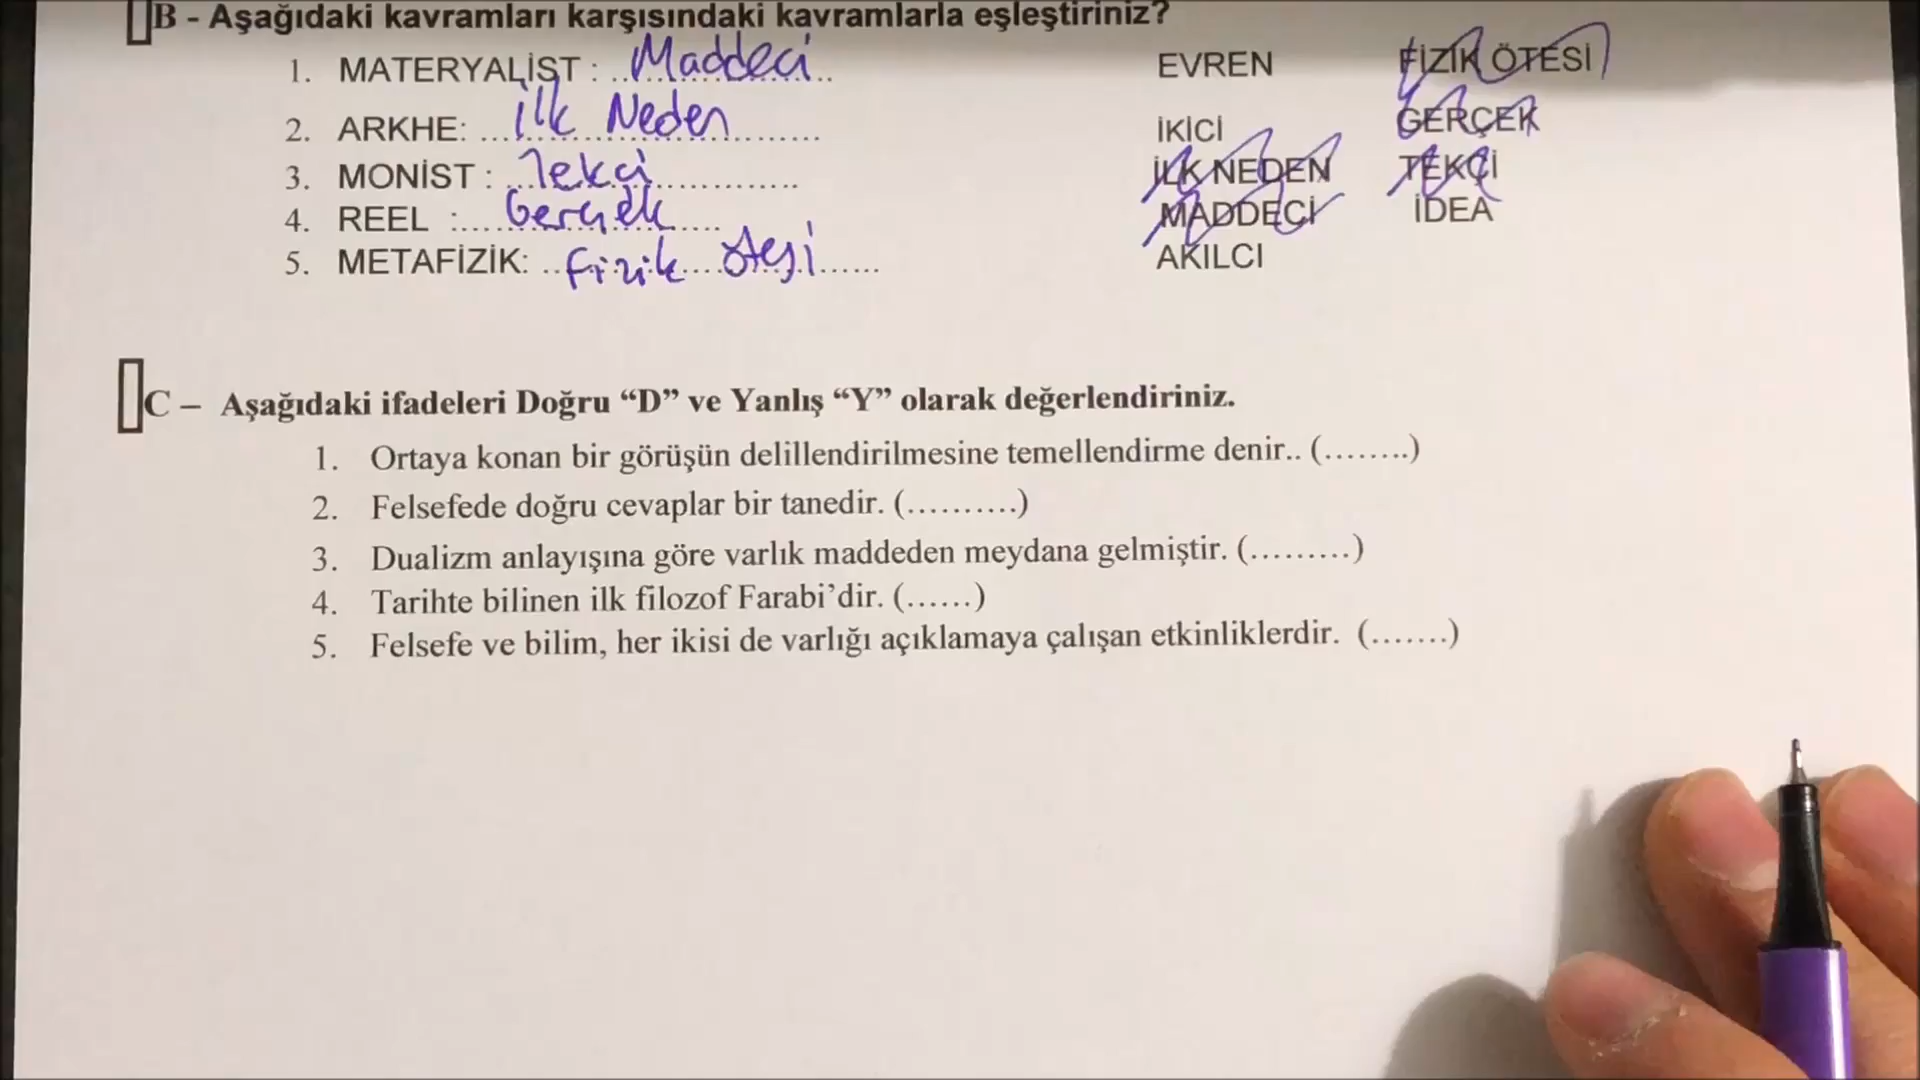 B - Aşağıdaki kavramları karşısındaki kavramlarla eşleştiriniz?
1. MATERYALİST : .. Maddeci ..
2. ARKHE: ... İlk Neden ........
3. MONİST : .. Tekçi .............
4. REEL :.... Gerçek ....
5. METAFİZİK: .. Fizik ... ötesi ......
EVREN FİZİK ÖTESİ
İKİCİ GERÇEK
İLK NEDEN TEKÇİ
MADDECİ İDEA
AKILCI
C – Aşağıdaki ifadeleri Doğru “D” ve Yanlış “Y” olarak değerlendiriniz.
1. Ortaya konan bir görüşün delillendirilmesine temellendirme denir.. (........)
2. Felsefede doğru cevaplar bir tanedir. (..........)
3. Dualizm anlayışına göre varlık maddeden meydana gelmiştir. (.........)
4. Tarihte bilinen ilk filozof Farabi’dir. (......)
5. Felsefe ve bilim, her ikisi de varlığı açıklamaya çalışan etkinliklerdir. (.......)